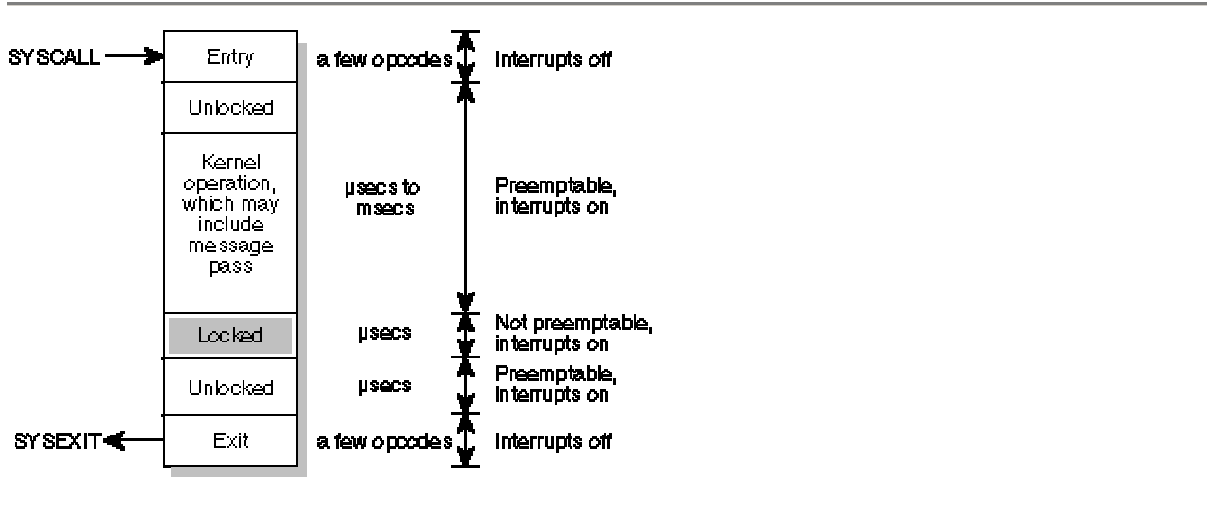 SYSCALL
Entry
a few opcodes
Interrupts off
Unlocked
Kernel
operation,
which may
include
message
pass
µsecs to
msecs
Preemptable,
interrupts on
Locked
µsecs
Not preemptable,
interrupts on
Unlocked
µsecs
Preemptable,
Interrupts on
SYSEXIT
Exit
a few opcodes
Interrupts off